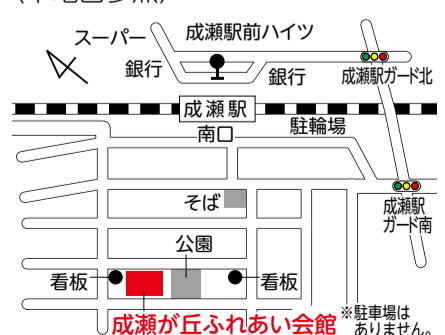 スーパー
成瀬駅前ハイツ
銀行
銀行
成瀬駅ガード北
成瀬駅
南口
駐輪場
そば
成瀬駅
ガード南
公園
看板
看板
成瀬が丘ふれあい会館
※駐車場は
ありません。